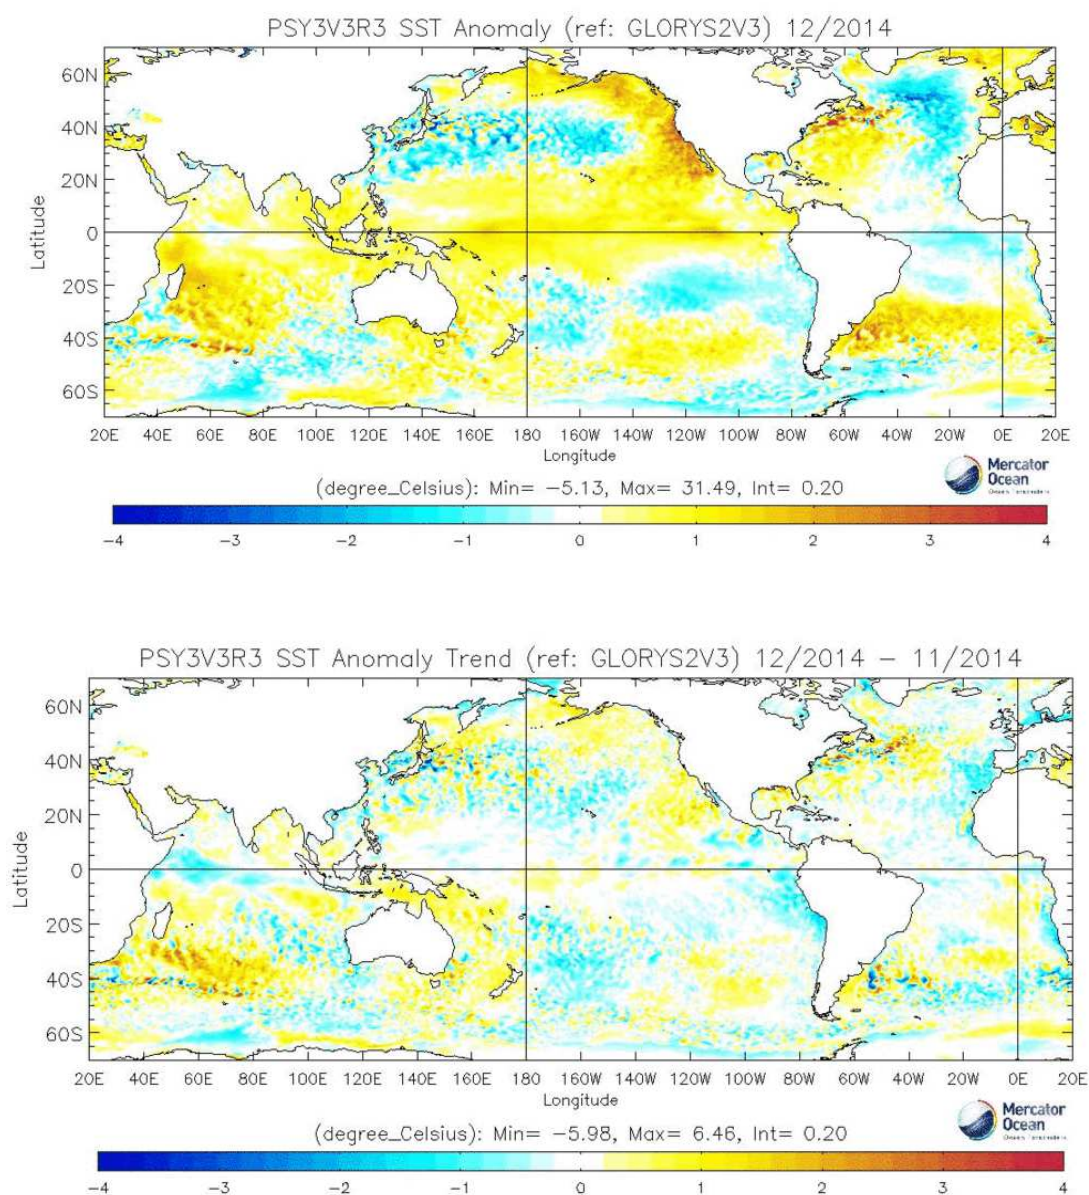 PSY3V3R3 SST Anomaly (ref: GLORYS2V3) 12/2014
60N
40N
20N
0
20S
40S
60S
Latitude
20E 40E 60E 80E 100E 120E 140E 160E 180 160W 140W 120W 100W 80W 60W 40W 20W 0E 20E
Longitude
Mercator
Ocean
(degree_Celsius): Min= −5.13, Max= 31.49, Int= 0.20
−4 −3 −2 −1 0 1 2 3 4
PSY3V3R3 SST Anomaly Trend (ref: GLORYS2V3) 12/2014 − 11/2014
60N
40N
20N
0
20S
40S
60S
Latitude
20E 40E 60E 80E 100E 120E 140E 160E 180 160W 140W 120W 100W 80W 60W 40W 20W 0E 20E
Longitude
Mercator
Ocean
(degree_Celsius): Min= −5.98, Max= 6.46, Int= 0.20
−4 −3 −2 −1 0 1 2 3 4